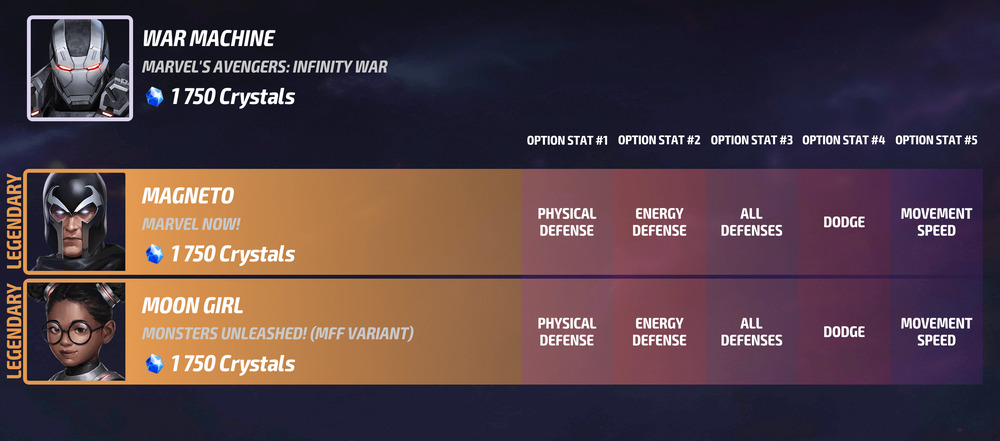 WAR MACHINE
MARVEL'S AVENGERS: INFINITY WAR
1 750 Crystals
OPTION STAT #1 OPTION STAT #2 OPTION STAT #3 OPTION STAT #4 OPTION STAT #5
LEGENDARY
MAGNETO
MARVEL NOW!
1 750 Crystals
PHYSICAL
DEFENSE
ENERGY
DEFENSE
ALL
DEFENSES
DODGE
MOVEMENT
SPEED
LEGENDARY
MOON GIRL
MONSTERS UNLEASHED! (MFF VARIANT)
1 750 Crystals
PHYSICAL
DEFENSE
ENERGY
DEFENSE
ALL
DEFENSES
DODGE
MOVEMENT
SPEED